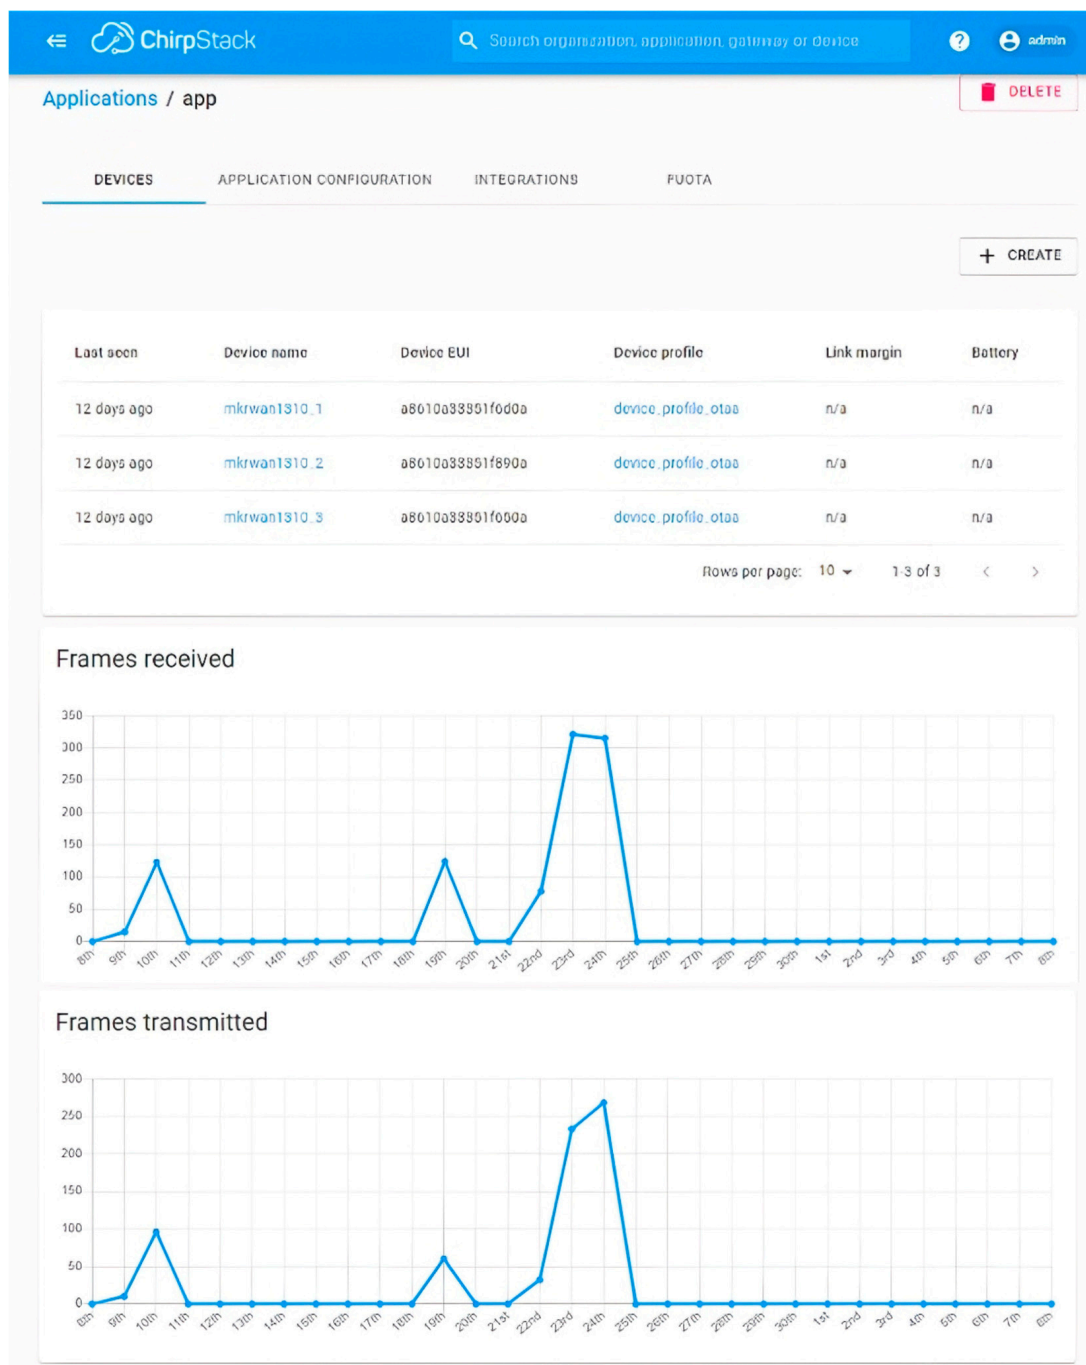 ChirpStack
Search organization, application, gateway or device
? admin
Applications / app
DELETE
DEVICES APPLICATION CONFIGURATION INTEGRATIONS FUOTA
+ CREATE
Last seen Device name Device EUI Device profile Link margin Battery
12 days ago mkrwan1310_1 device_profile_otaa n/a n/a
12 days ago mkrwan1310_2 device_profile_otaa n/a n/a
12 days ago mkrwan1310_3 device_profile_otaa n/a n/a
Rows per page: 10 1-3 of 3
Frames received
350
300
250
200
150
100
50
0
8th 9th 10th 11th 12th 13th 14th 15th 16th 17th 18th 19th 20th 21st 22nd 23rd 24th 25th 26th 27th 28th 29th 30th 1st 2nd 3rd 4th 5th 6th 7th 8th
Frames transmitted
300
250
200
150
100
50
0
8th 9th 10th 11th 12th 13th 14th 15th 16th 17th 18th 19th 20th 21st 22nd 23rd 24th 25th 26th 27th 28th 29th 30th 1st 2nd 3rd 4th 5th 6th 7th 8th